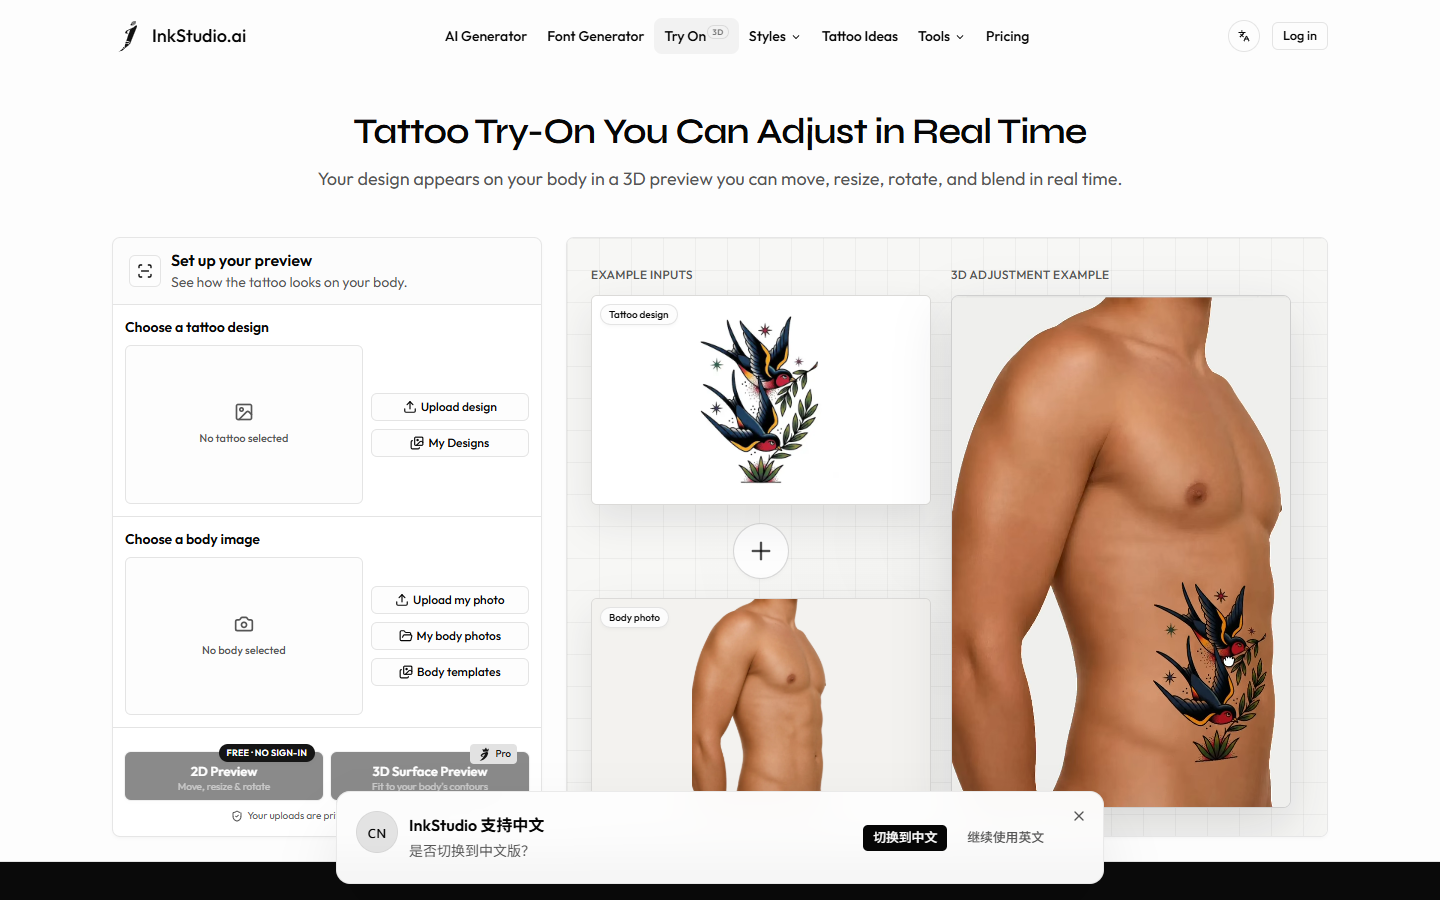 InkStudio.ai
AI Generator
Font Generator
Try On 3D
Styles
Tattoo Ideas
Tools
Pricing
Log in
Tattoo Try-On You Can Adjust in Real Time
Your design appears on your body in a 3D preview you can move, resize, rotate, and blend in real time.
Set up your preview
See how the tattoo looks on your body.
Choose a tattoo design
No tattoo selected
Upload design
My Designs
Choose a body image
No body selected
Upload my photo
My body photos
Body templates
FREE · NO SIGN-IN
2D Preview
Move, resize & rotate
Pro
3D Surface Preview
Fit to your body's contours
Your uploads are pri
EXAMPLE INPUTS
Tattoo design
Body photo
3D ADJUSTMENT EXAMPLE
CN
InkStudio 支持中文
是否切换到中文版?
切换到中文
继续使用英文